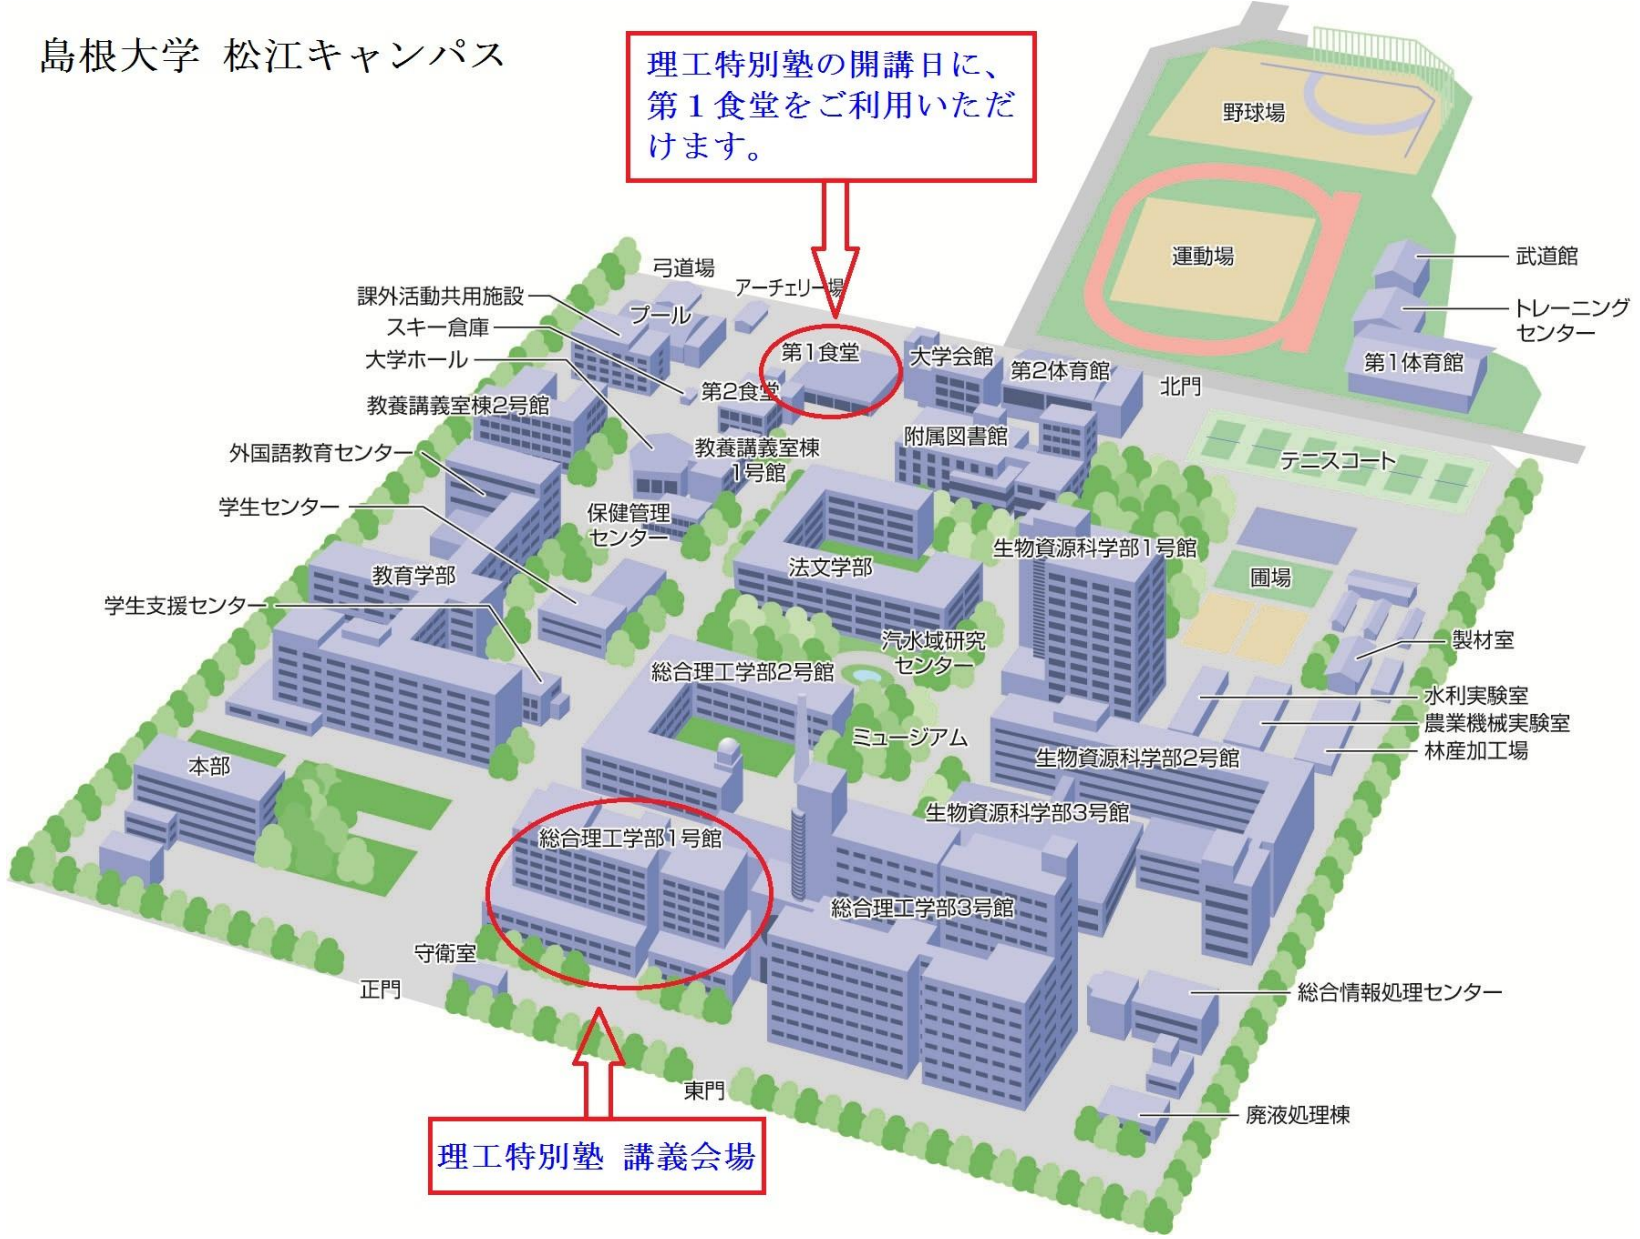 島根大学 松江キャンパス
理工特別塾の開講日に、
第１食堂をご利用いただ
けます。
野球場
運動場
武道館
トレーニング
センター
第1体育館
弓道場
アーチェリー場
課外活動共用施設
プール
スキー倉庫
大学ホール
第1食堂
大学会館
第2体育館
北門
第2食堂
教養講義室棟2号館
附属図書館
教養講義室棟
1号館
外国語教育センター
テニスコート
学生センター
保健管理
センター
生物資源科学部1号館
法文学部
教育学部
圃場
学生支援センター
汽水域研究
センター
製材室
総合理工学部2号館
水利実験室
農業機械実験室
林産加工場
ミュージアム
生物資源科学部2号館
本部
生物資源科学部3号館
総合理工学部1号館
総合理工学部3号館
守衛室
正門
総合情報処理センター
東門
廃液処理棟
理工特別塾 講義会場